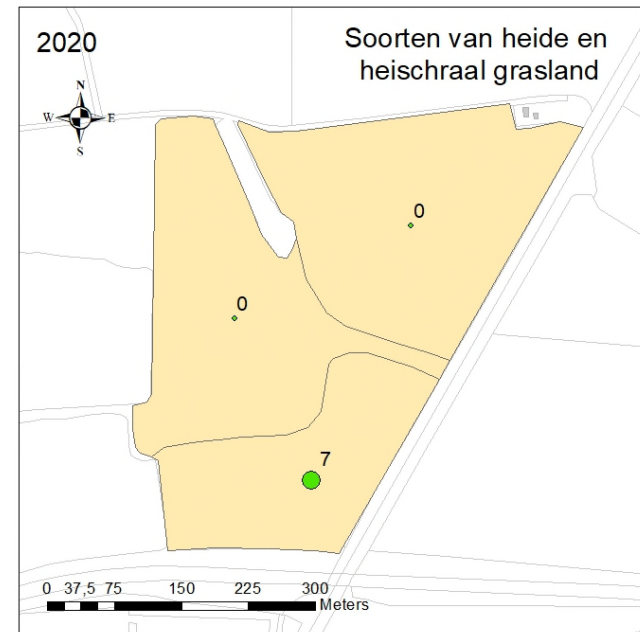 2020
Soorten van heide en
heischraal grasland
N
W E
S
0
0
7
0 37,5 75 150 225 300
Meters